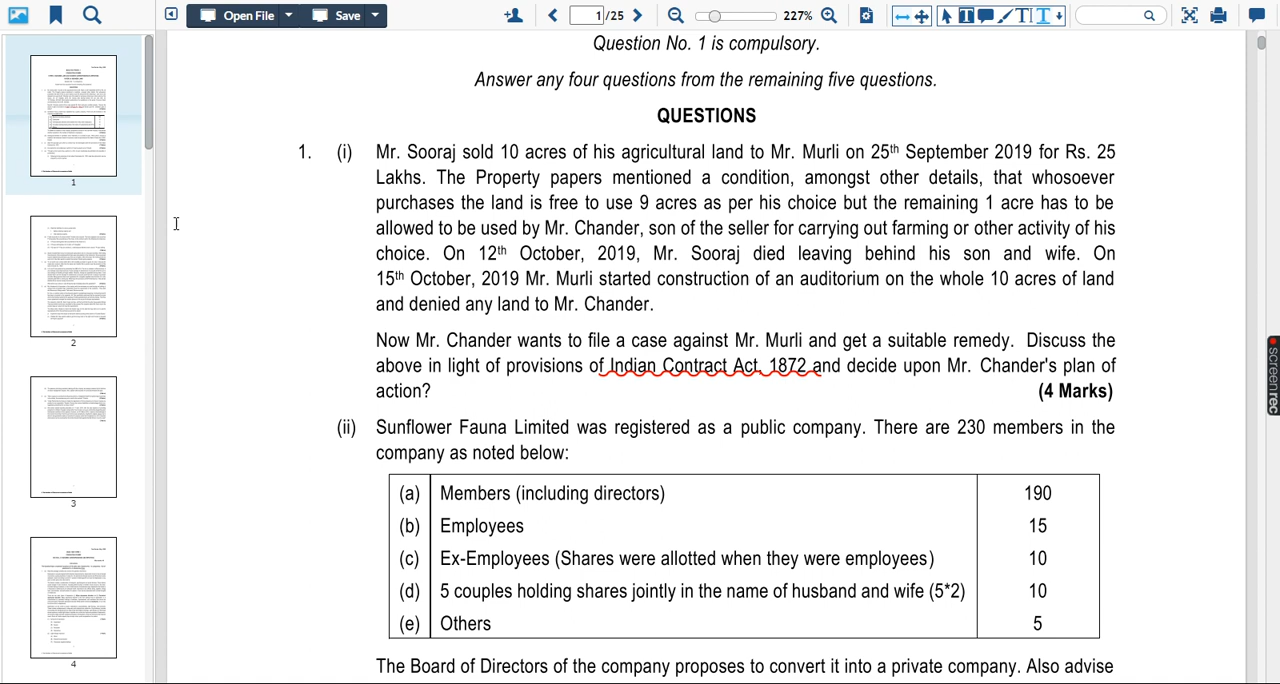 Open File
Save
1 /25
227%
Question No. 1 is compulsory.
Answer any four questions from the remaining five questions.
QUESTIONS
1. (i) Mr. Sooraj sold 10 acres of his agricultural land to Mr. Murli on 25th September 2019 for Rs. 25
Lakhs. The Property papers mentioned a condition, amongst other details, that whosoever
purchases the land is free to use 9 acres as per his choice but the remaining 1 acre has to be
allowed to be used by Mr. Chander, son of the seller for carrying out farming or other activity of his
choice. On 12th October, 2019, Mr. Sooraj died leaving behind his son and wife. On
15th October, 2019 Mr. Murli started construction of an auditorium on the whole 10 acres of land
and denied any land to Mr. Chander.
Now Mr. Chander wants to file a case against Mr. Murli and get a suitable remedy. Discuss the
above in light of provisions of Indian Contract Act, 1872 and decide upon Mr. Chander's plan of
action? (4 Marks)
(ii) Sunflower Fauna Limited was registered as a public company. There are 230 members in the
company as noted below:
(a) Members (including directors) 190
(b) Employees 15
(c) Ex-Employees (Shares were allotted when they were employees) 10
(d) 5 couples holding shares jointly in the name of husband and wife (5*2) 10
(e) Others 5
The Board of Directors of the company proposes to convert it into a private company. Also advise
1
2
3
4
screenrec